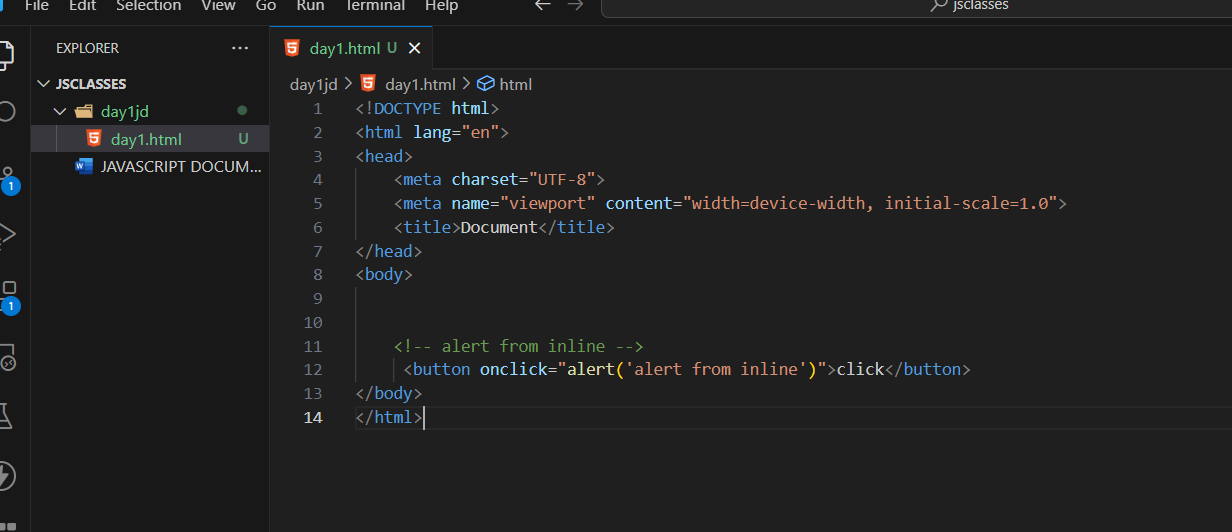 File Edit Selection View Go Run Terminal Help
jsclasses
EXPLORER ...
day1.html U
JSCLASSES
day1jd
day1.html U
JAVASCRIPT DOCUM...
1
1
day1jd > day1.html > html
1 <!DOCTYPE html>
2 <html lang="en">
3 <head>
4 <meta charset="UTF-8">
5 <meta name="viewport" content="width=device-width, initial-scale=1.0">
6 <title>Document</title>
7 </head>
8 <body>
9
10
11 <!-- alert from inline -->
12 <button onclick="alert('alert from inline')">click</button>
13 </body>
14 </html>